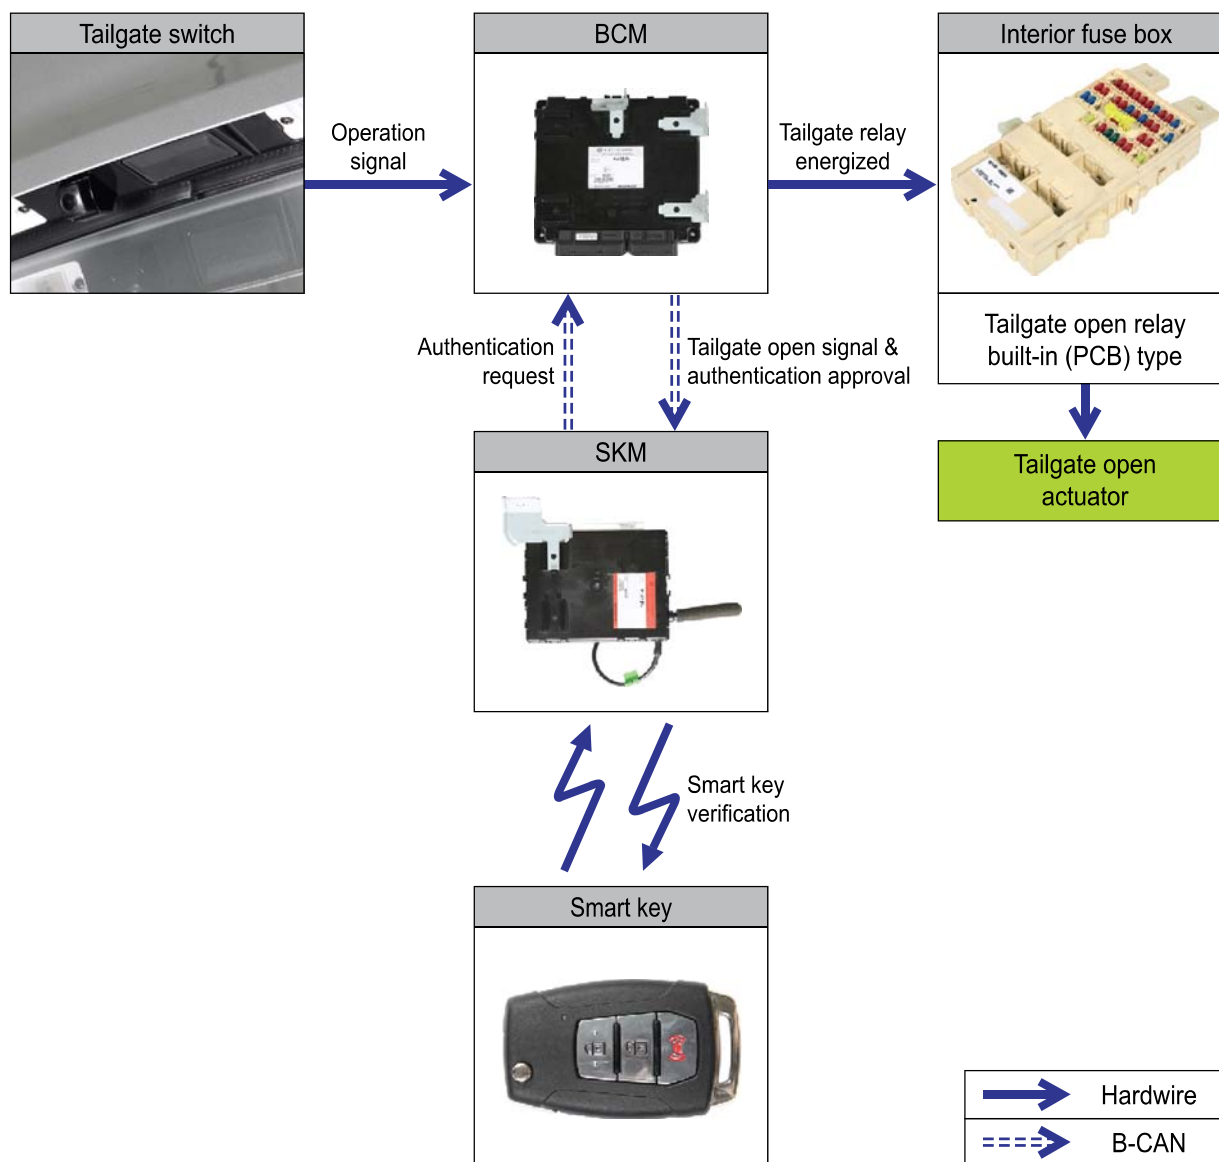 Tailgate switch
BCM
Interior fuse box
Operation
signal
Tailgate relay
energized
Tailgate open relay
built-in (PCB) type
Authentication
request
Tailgate open signal &
authentication approval
Tailgate open
actuator
SKM
Smart key
verification
Smart key
Hardwire
B-CAN